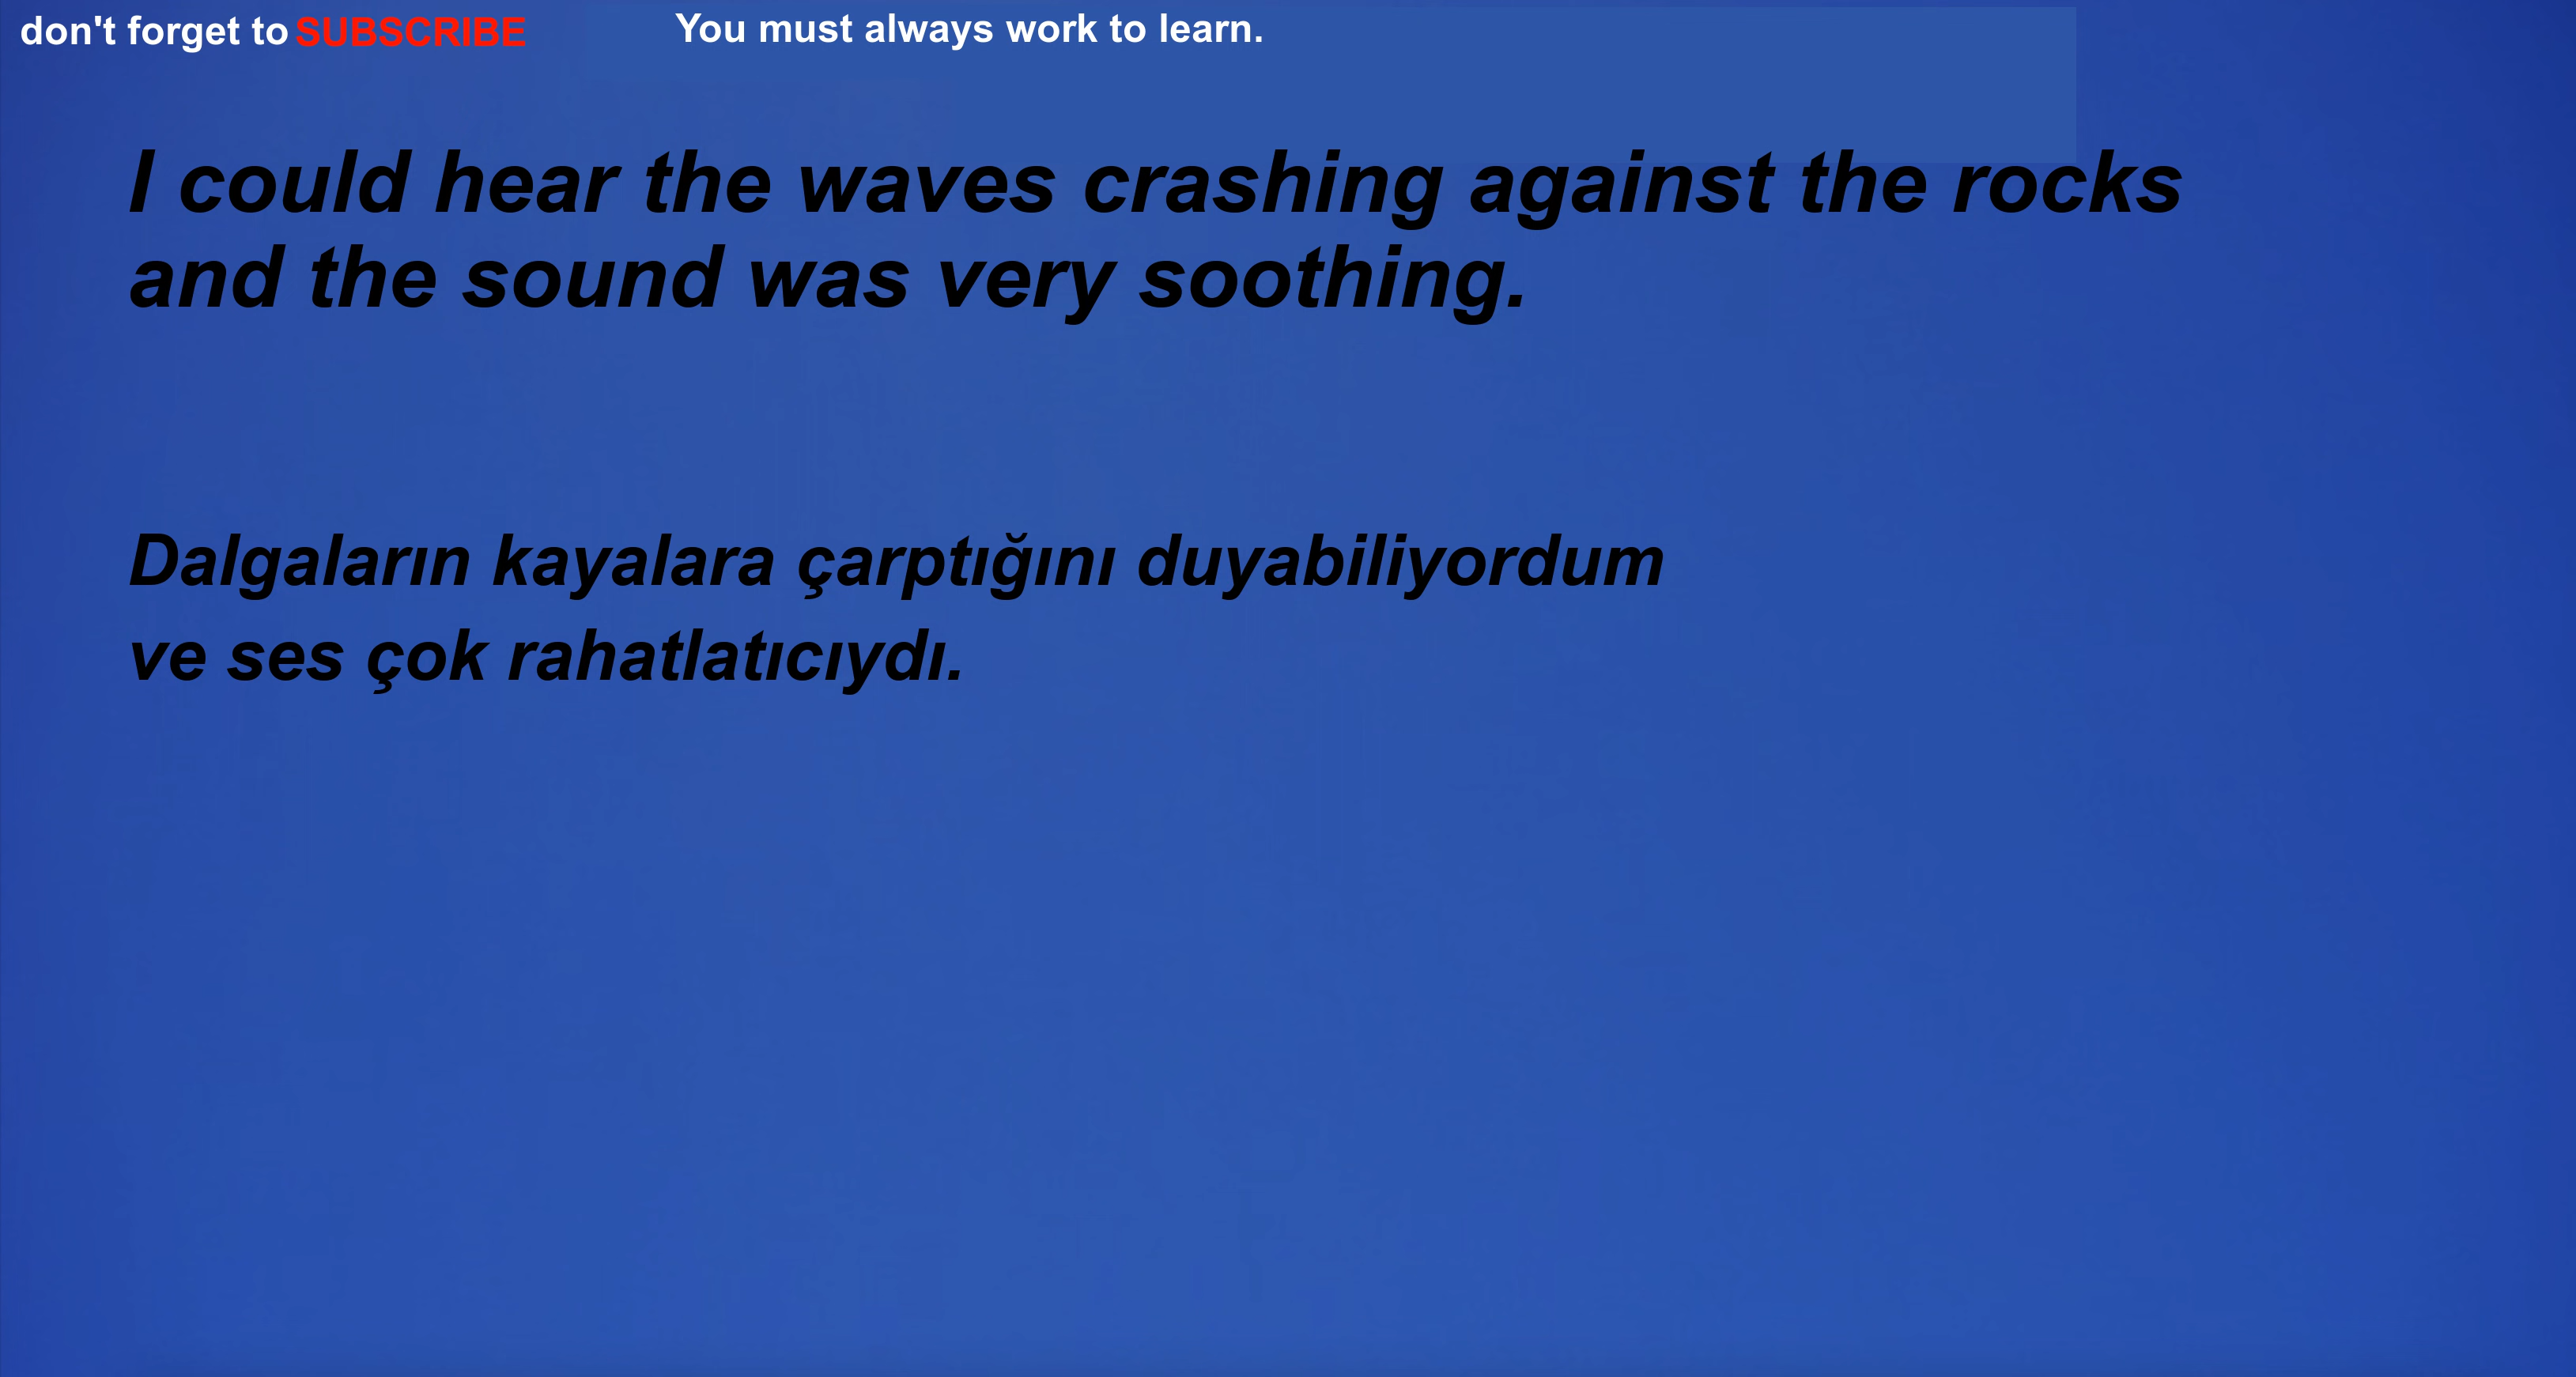 don't forget to SUBSCRIBE
You must always work to learn.
I could hear the waves crashing against the rocks
and the sound was very soothing.
Dalgaların kayalara çarptığını duyabiliyordum
ve ses çok rahatlatıcıydı.